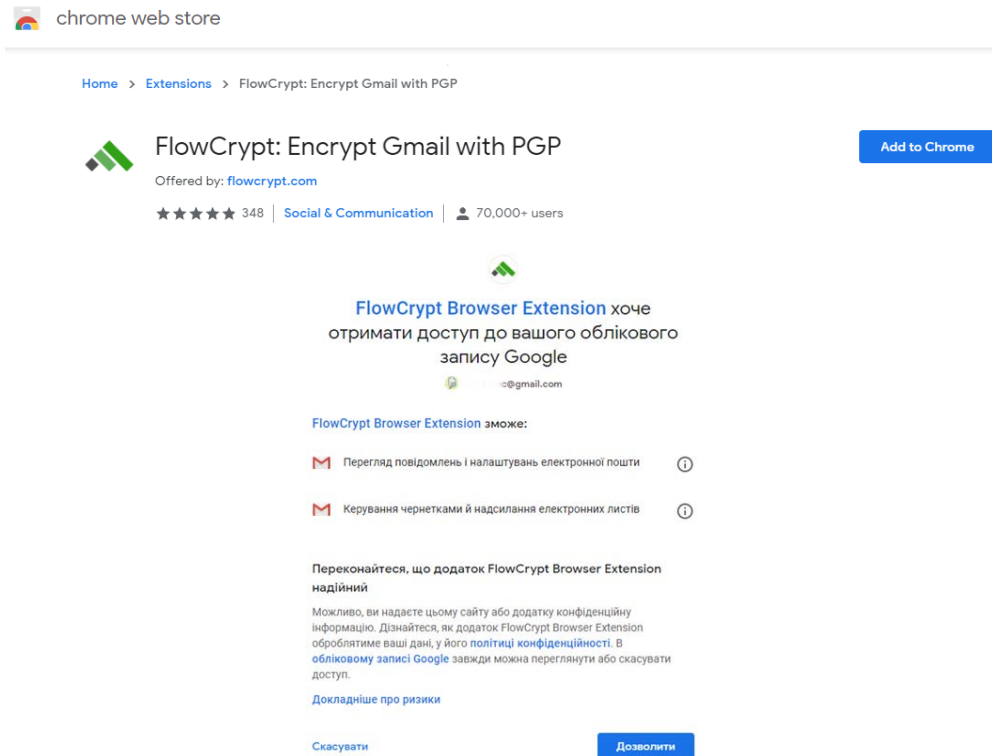 chrome web store
Home > Extensions > FlowCrypt: Encrypt Gmail with PGP
FlowCrypt: Encrypt Gmail with PGP
Add to Chrome
Offered by: flowcrypt.com
348 Social & Communication 70,000+ users
FlowCrypt Browser Extension хоче
отримати доступ до вашого облікового
запису Google
c@gmail.com
FlowCrypt Browser Extension зможе:
Перегляд повідомлень і налаштувань електронної пошти
Керування чернетками й надсилання електронних листів
Переконайтеся, що додаток FlowCrypt Browser Extension
надійний
Можливо, ви надаєте цьому сайту або додатку конфіденційну
інформацію. Дізнайтеся, як додаток FlowCrypt Browser Extension
оброблятиме ваші дані, у його політиці конфіденційності. В
обліковому записі Google завжди можна переглянути або скасувати
доступ.
Докладніше про ризики
Скасувати
Дозволити